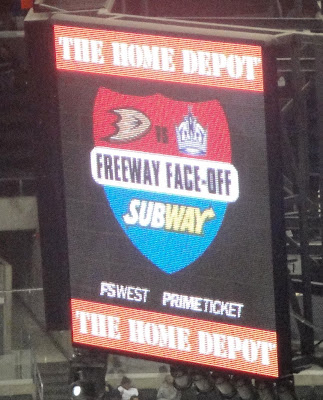 THE HOME DEPOT
VS
FREEWAY FACE-OFF
SUBWAY
FSWEST PRIMETICKET
THE HOME DEPOT